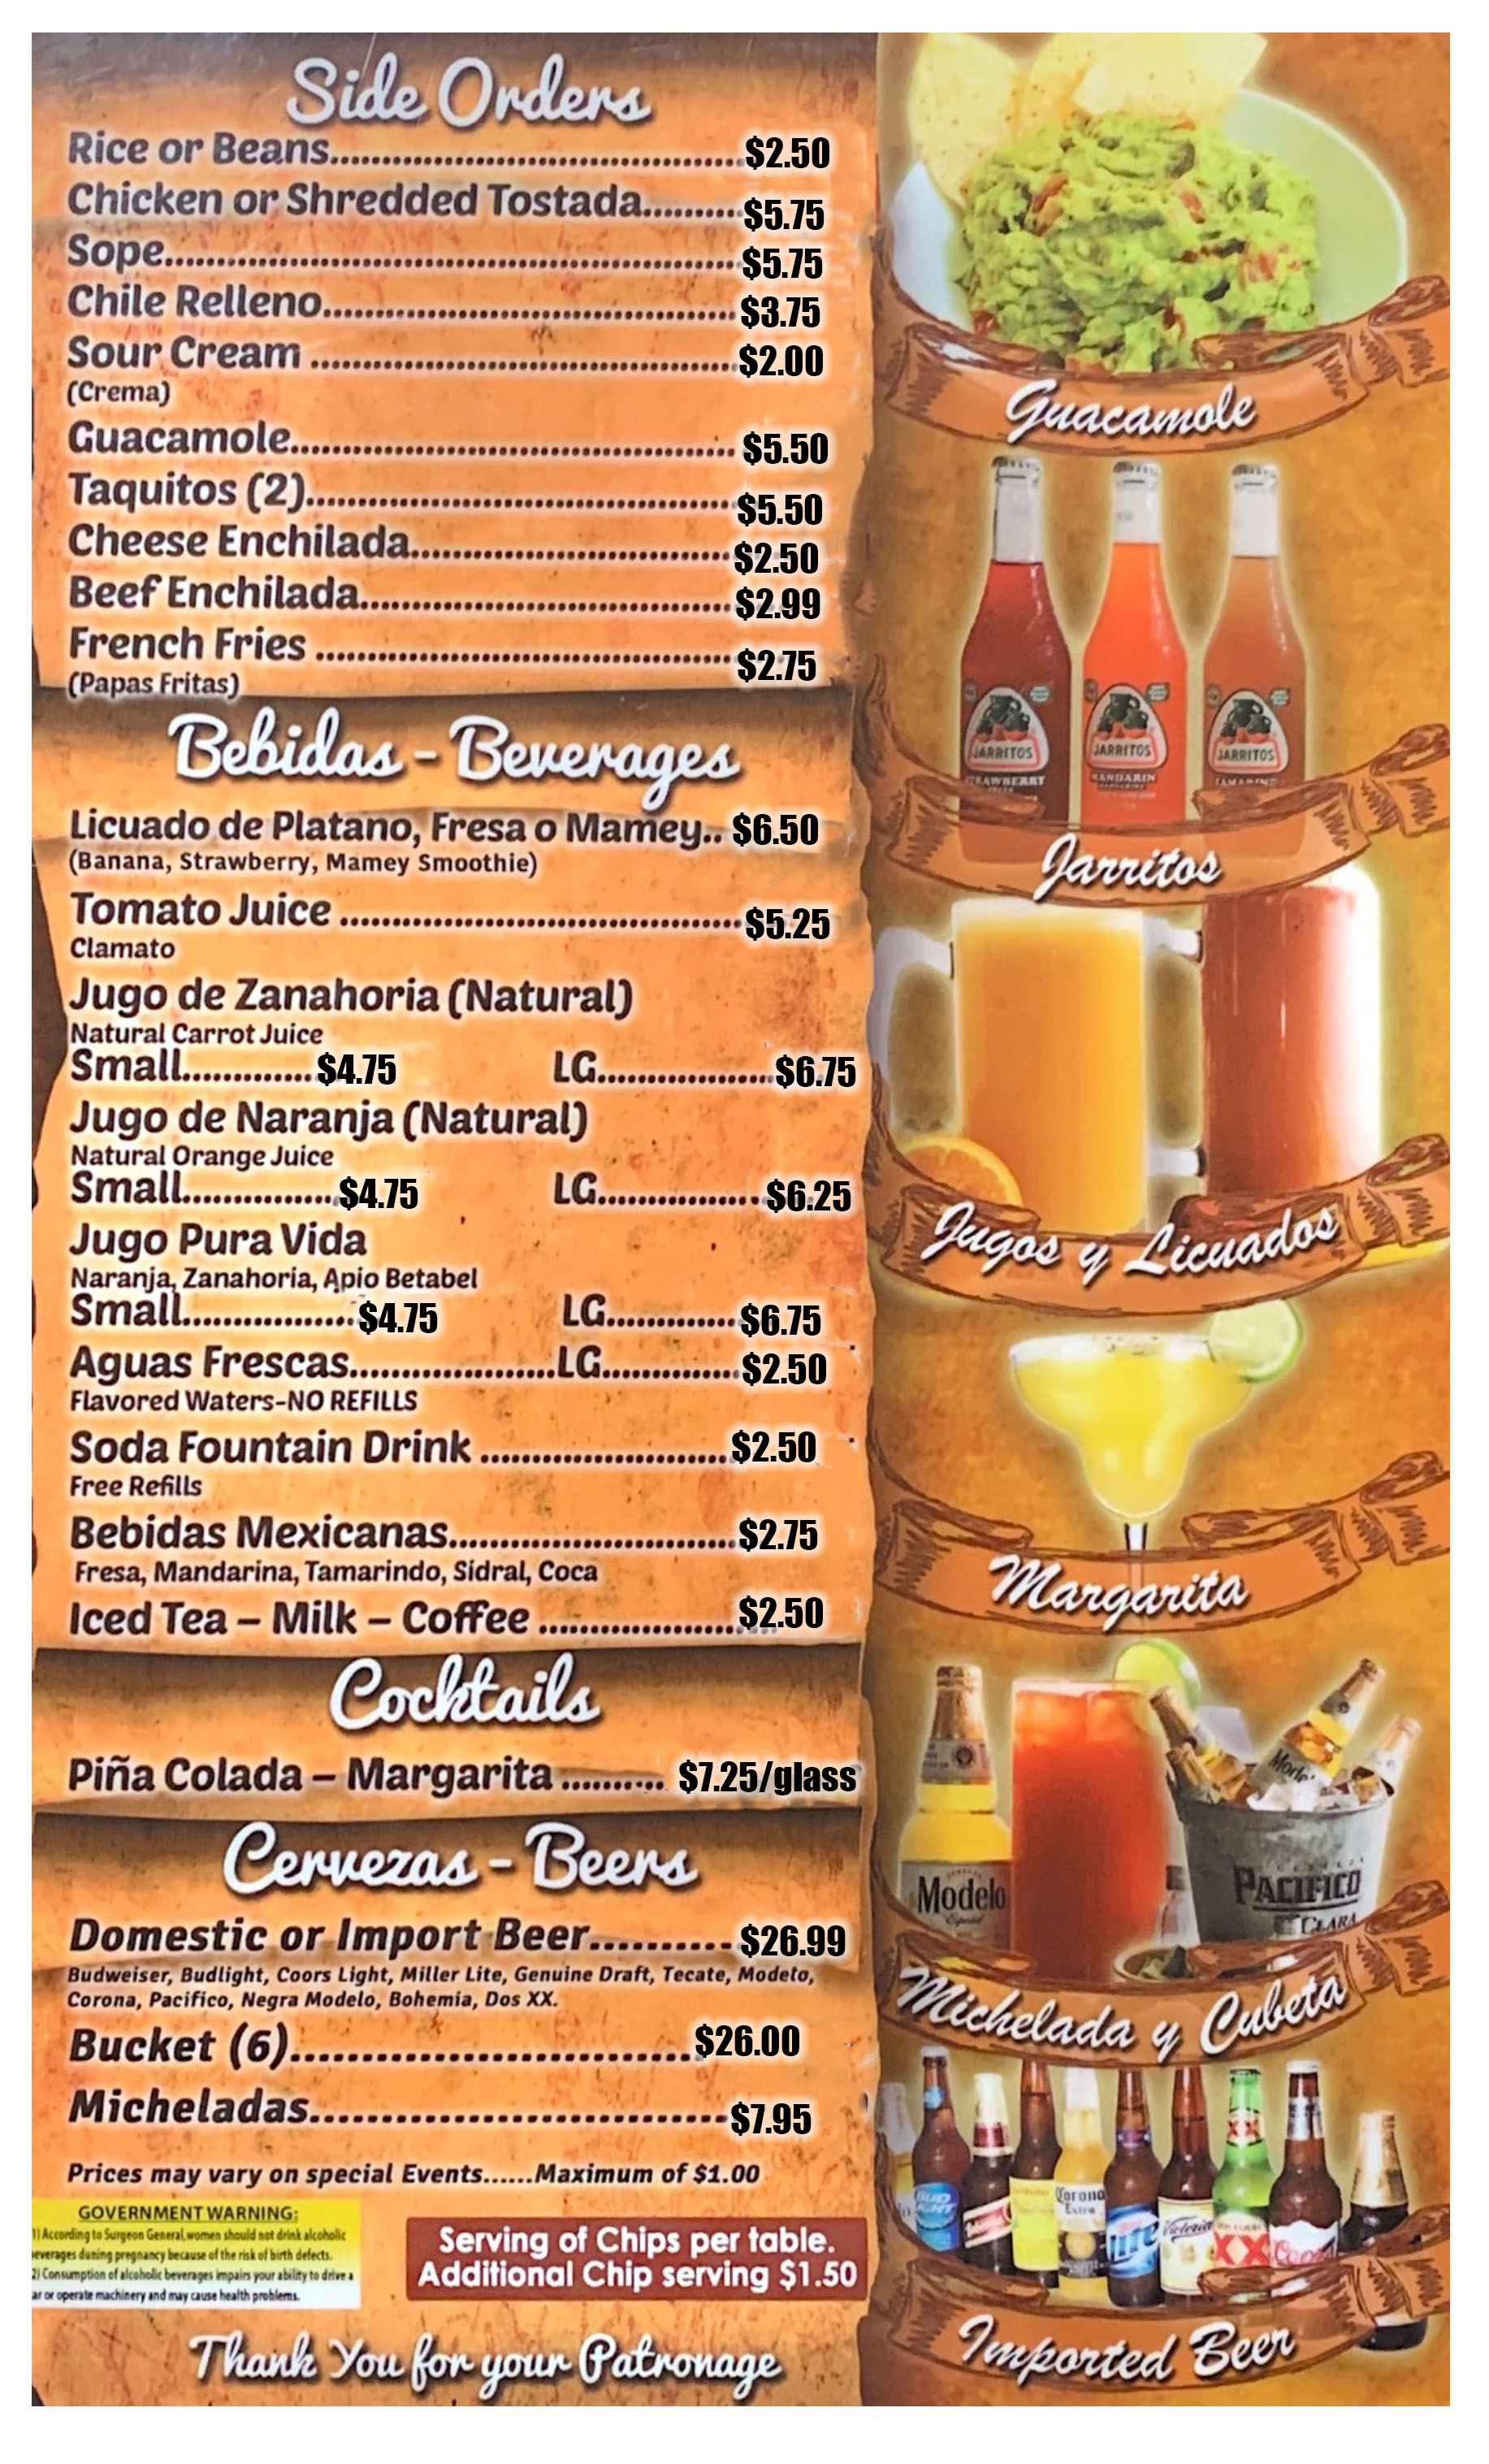 Side Orders
Rice or Beans.......................................$2.50
Chicken or Shredded Tostada.........$5.75
Sope.......................................................$5.75
Chile Relleno.......................................$3.75
Sour Cream .........................................$2.00
(Crema)
Guacamole.......................................... $5.50
Taquitos (2).........................................$5.50
Cheese Enchilada..............................$2.50
Beef Enchilada...................................$2.99
French Fries ........................................$2.75
(Papas Fritas)
Bebidas - Beverages
Licuado de Platano, Fresa o Mamey.. $6.50
(Banana, Strawberry, Mamey Smoothie)
Tomato Juice .......................................$5.25
Clamato
Jugo de Zanahoria (Natural)
Natural Carrot Juice
Small.............$4.75 LG..................$6.75
Jugo de Naranja (Natural)
Natural Orange Juice
Small...............$4.75 LG................$6.25
Jugo Pura Vida
Naranja, Zanahoria, Apio Betabel
Small.................$4.75 LG.............$6.75
Aguas Frescas....................LG..............$2.50
Flavored Waters-NO REFILLS
Soda Fountain Drink ........................$2.50
Free Refills
Bebidas Mexicanas............................$2.75
Fresa, Mandarina, Tamarindo, Sidral, Coca
Iced Tea – Milk – Coffee ....................$2.50
Cocktails
Piña Colada – Margarita .......... $7.25/glass
Cervezas - Beers
Domestic or Import Beer..........$26.99
Budweiser, Budlight, Coors Light, Miller Lite, Genuine Draft, Tecate, Modelo,
Corona, Pacifico, Negra Modelo, Bohemia, Dos XX.
Bucket (6)...............................$26.00
Micheladas................................$7.95
Prices may vary on special Events......Maximum of $1.00
GOVERNMENT WARNING:
1) According to Surgeon General,women should not drink alcoholic
everages duning pregnancy because of the risk of birth defects.
2) Consumption of alcoholic beverages impairs your ability to drive a
ar or operate machinery and may cause health problems.
Serving of Chips per table.
Additional Chip serving $1.50
Thank You for your Patronage
Guacamole
JARRITOS
JARRITOS
MANDARIN
JARRITOS
Jarritos
Jugos y Licuados
Margarita
Modelo
Especial
Modelo
PACIFICO
CLARA
Michelada y Cubeta
BUD LIGHT
Corona
Extra
Lite
Victoria
XX
XX
Coors
Imported Beer